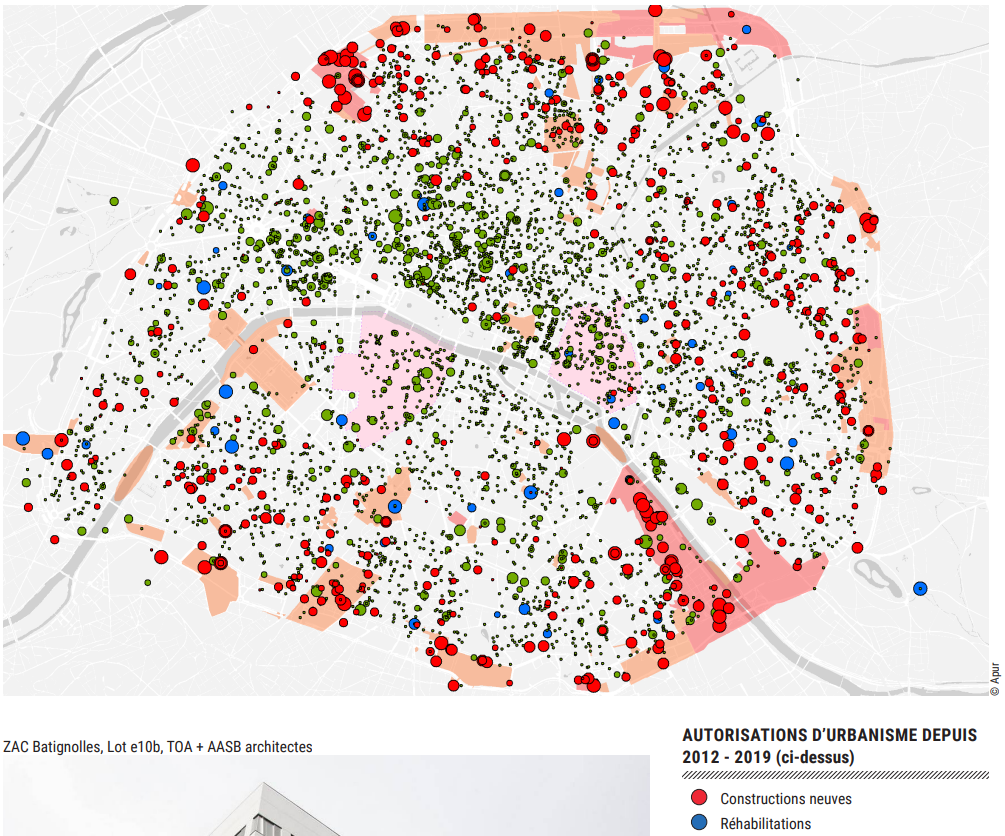 © Apur
ZAC Batignolles, Lot e10b, TOA + AASB architectes
AUTORISATIONS D'URBANISME DEPUIS
2012 - 2019 (ci-dessus)
Constructions neuves
Réhabilitations